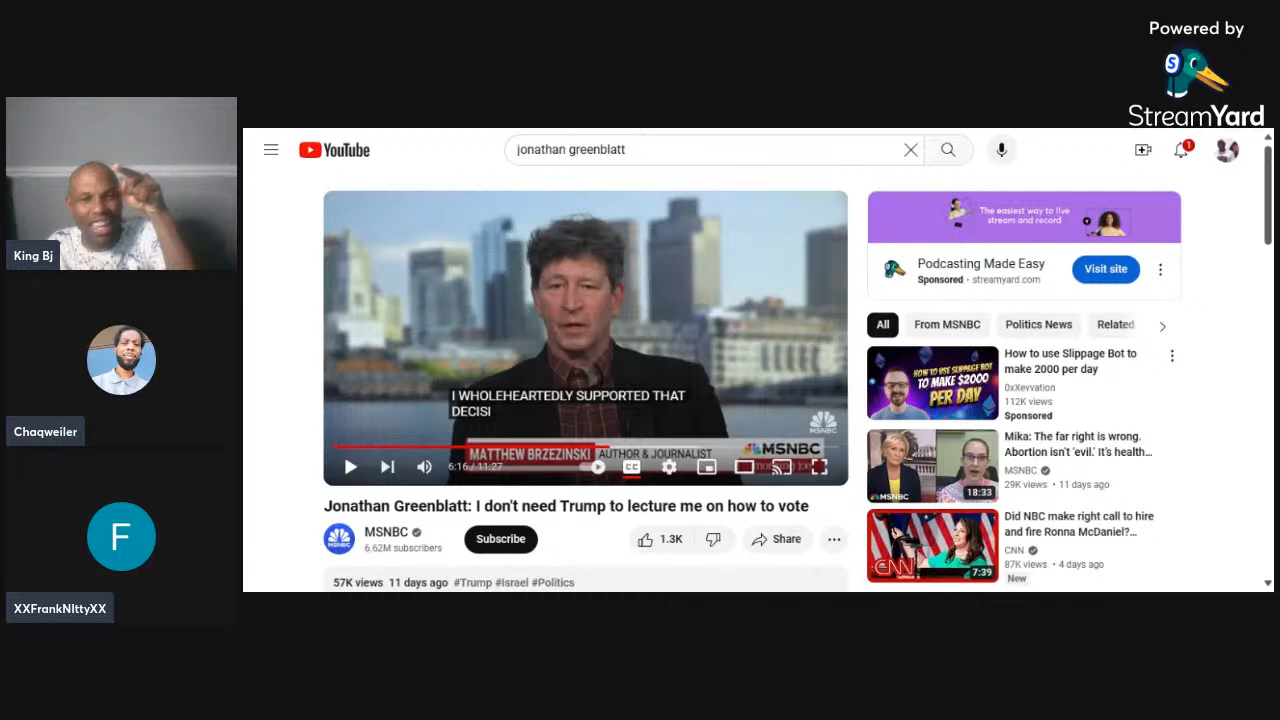 Powered by
StreamYard
King Bj
Chaqweiler
F
XXFrankNIttyXX
YouTube
jonathan greenblatt
1
I WHOLEHEARTEDLY SUPPORTED THAT
DECISI
MSNBC
MATTHEW BRZEZINSKI AUTHOR & JOURNALIST
MSNBC
6:16 / 11:27
CC
Jonathan Greenblatt: I don't need Trump to lecture me on how to vote
MSNBC
6.62M subscribers
Subscribe
1.3K
Share
57K views 11 days ago #Trump #Israel #Politics
The easiest way to live
stream and record
Podcasting Made Easy
Sponsored • streamyard.com
Visit site
All
From MSNBC
Politics News
Related
HOW TO USE SLIPPAGE BOT
TO MAKE $2000
PER DAY
How to use Slippage Bot to
make 2000 per day
0xXevvation
112K views
Sponsored
MSNBC
18:33
Mika: The far right is wrong.
Abortion isn't 'evil.' It's health…
MSNBC
29K views • 11 days ago
CNN
7:39
Did NBC make right call to hire
and fire Ronna McDaniel?…
CNN
87K views • 4 days ago
New